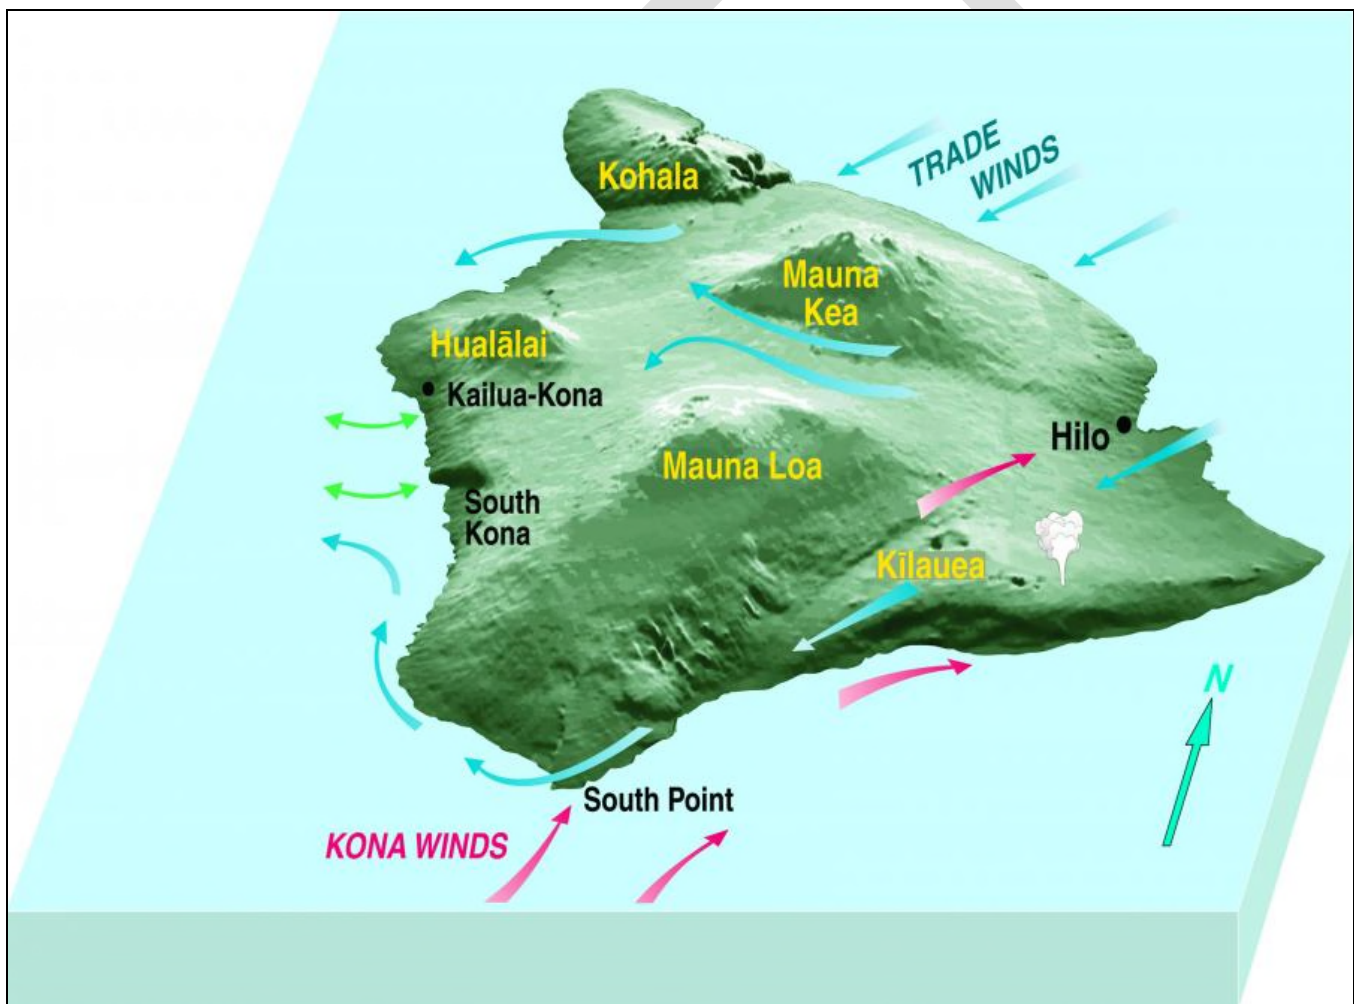 TRADE
WINDS
Kohala
Mauna
Kea
Hualālai
Kailua-Kona
Hilo
Mauna Loa
South
Kona
Kīlauea
N
South Point
KONA WINDS